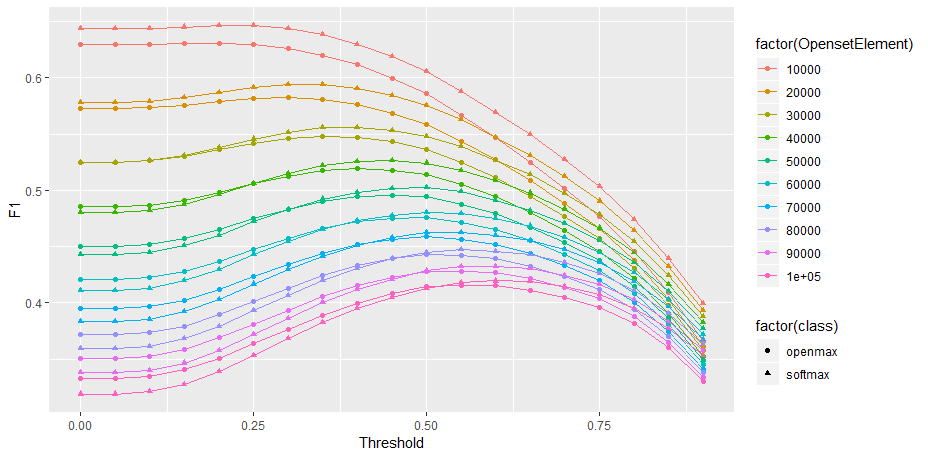 F1
0.6
0.5
0.4
0.00
0.25
0.50
0.75
Threshold
factor(OpensetElement)
10000
20000
30000
40000
50000
60000
70000
80000
90000
1e+05
factor(class)
openmax
softmax